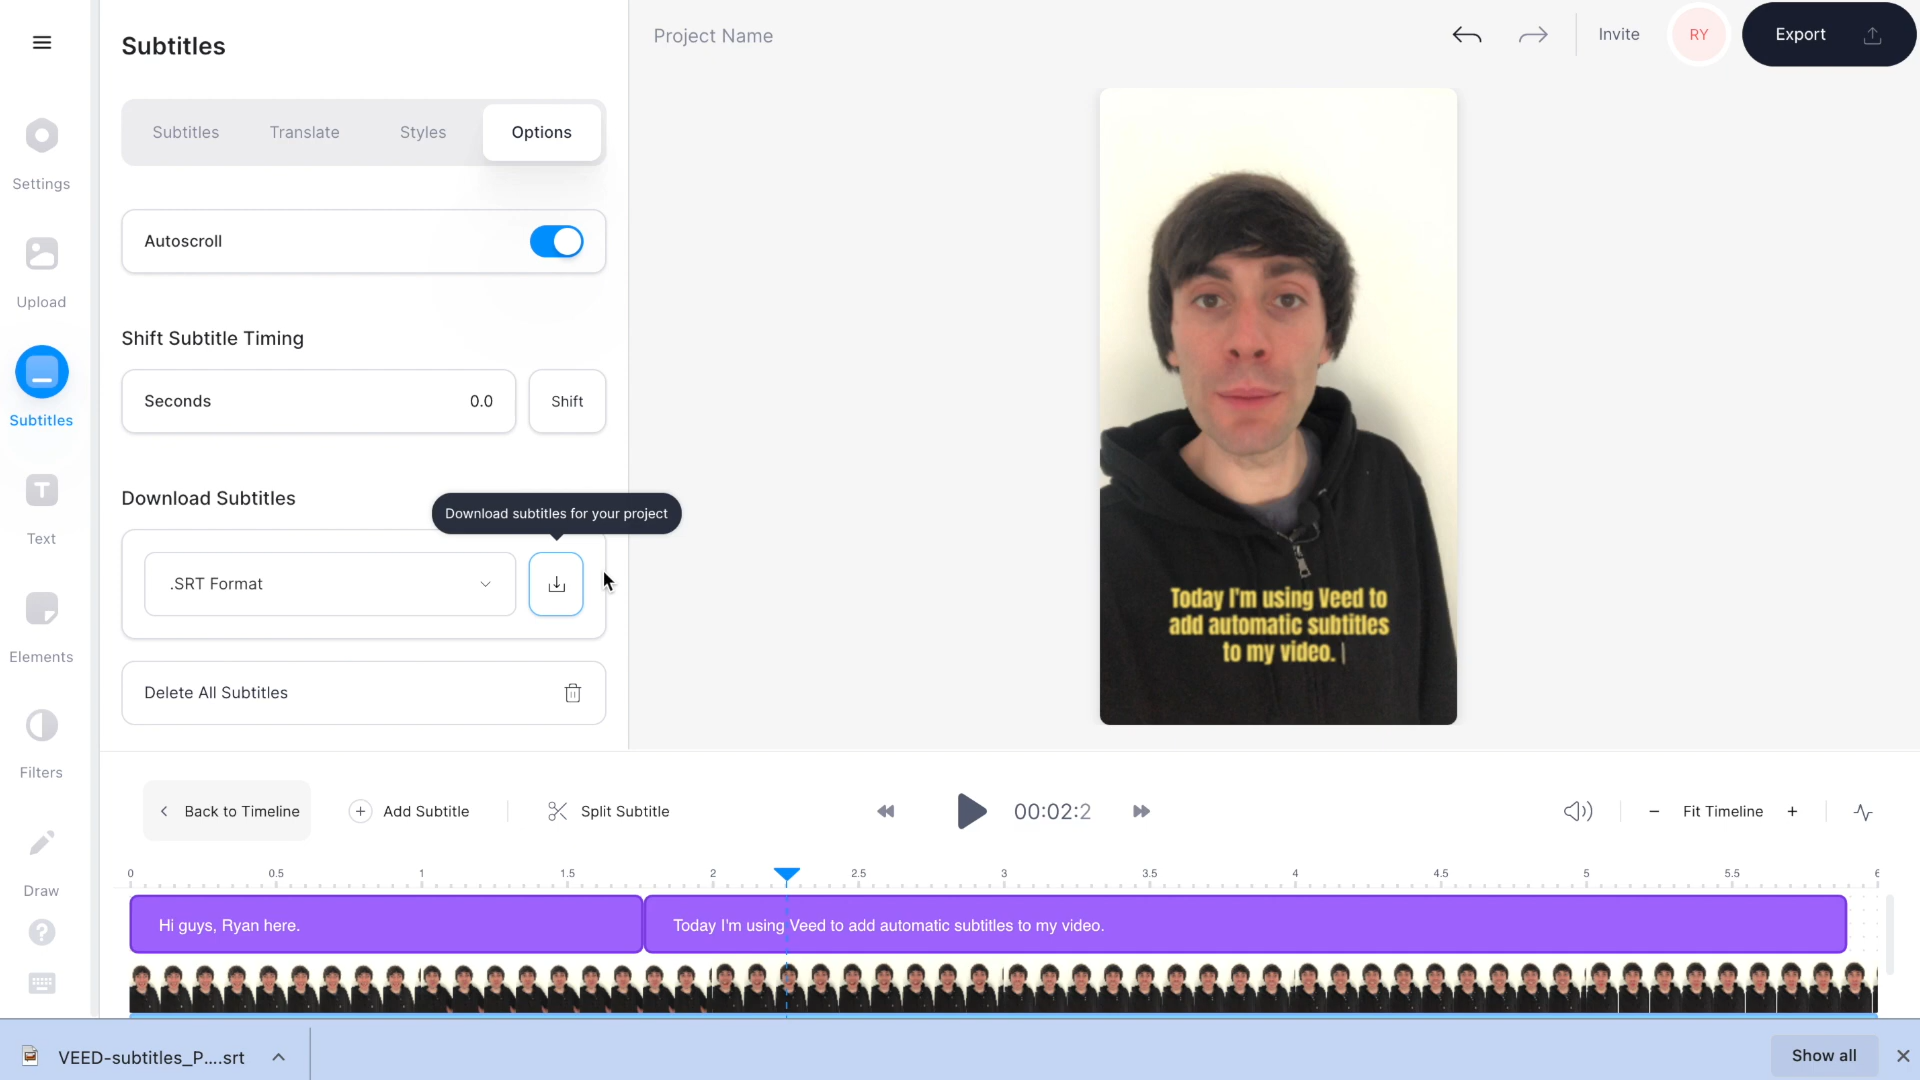 Subtitles
Project Name
Invite
RY
Export
Subtitles
Translate
Styles
Options
Settings
Autoscroll
Upload
Shift Subtitle Timing
Seconds
0.0
Shift
Subtitles
Download Subtitles
Download subtitles for your project
.SRT Format
T
Text
Today I'm using Veed to
add automatic subtitles
to my video. |
Elements
Delete All Subtitles
Filters
Back to Timeline
Add Subtitle
Split Subtitle
00:02:2
Fit Timeline
Draw
0 0.5 1 1.5 2 2.5 3 3.5 4 4.5 5 5.5 6
Hi guys, Ryan here.
Today I'm using Veed to add automatic subtitles to my video.
?
VEED-subtitles_P....srt
Show all